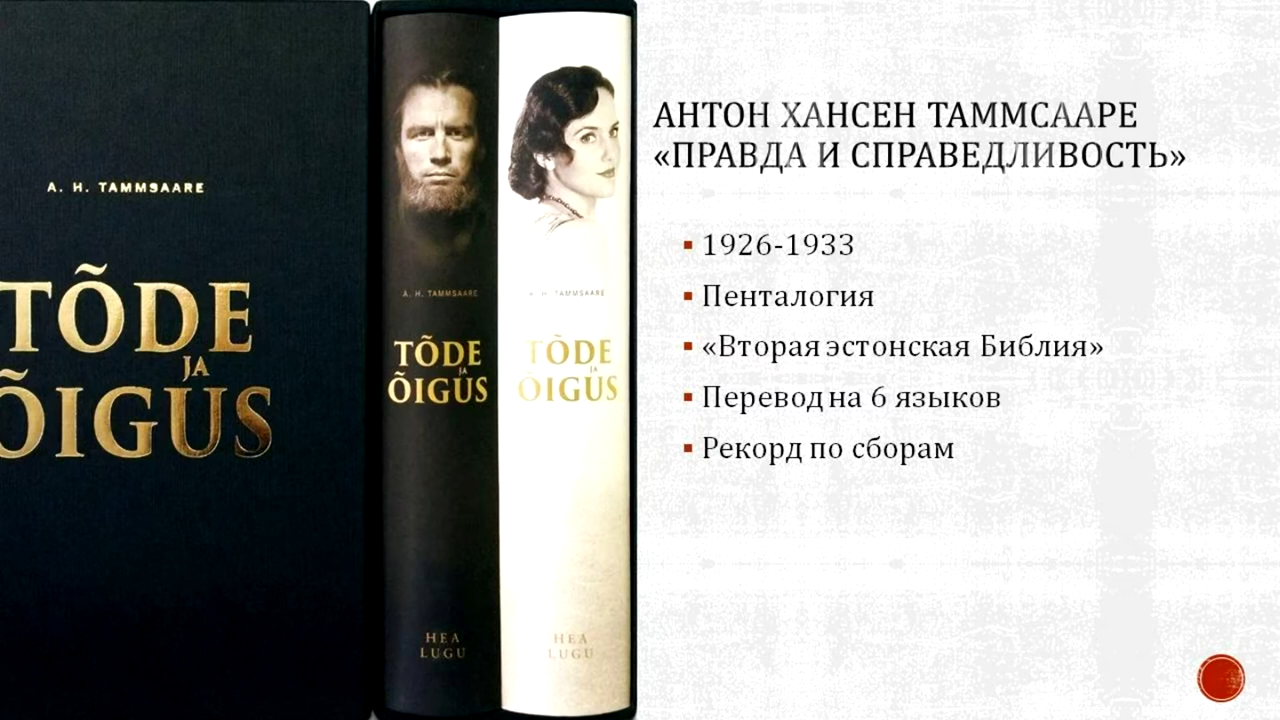 A. H. TAMMSAARE
TÕDE
JA
ÕIGUS
A. H. TAMMSAARE
TÕDE
JA
ÕIGUS
HEA
LUGU
A. H. TAMMSAARE
TÕDE
JA
ÕIGUS
HEA
LUGU
АНТОН ХАНСЕН ТАММСААРЕ
«ПРАВДА И СПРАВЕДЛИВОСТЬ»
1926-1933
Пенталогия
«Вторая эстонская Библия»
Перевод на 6 языков
Рекорд по сборам